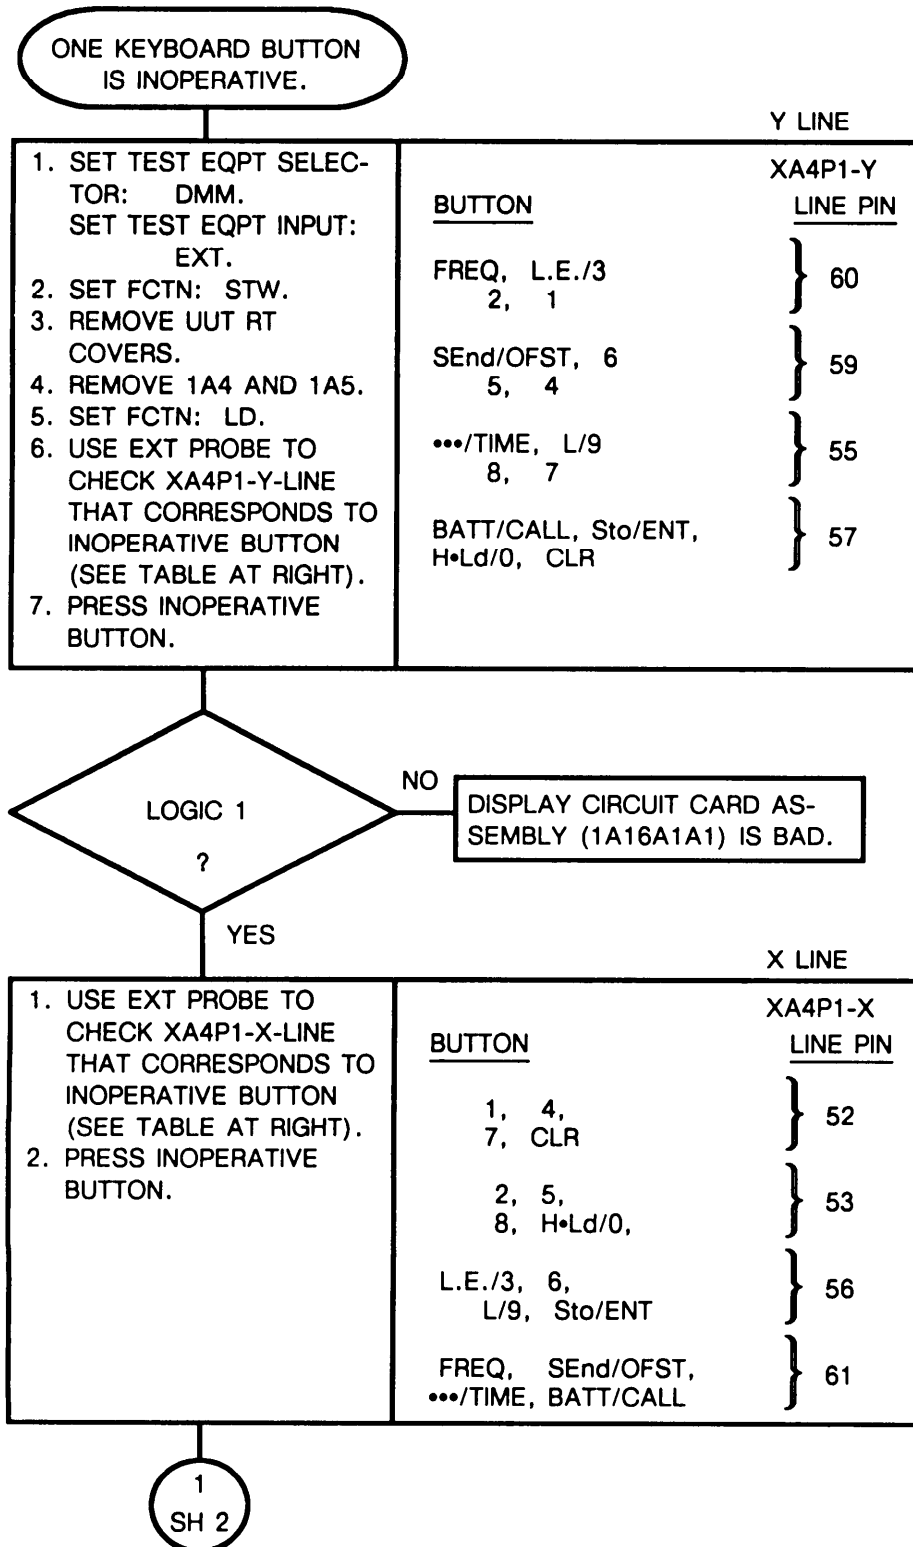 ONE KEYBOARD BUTTON
IS INOPERATIVE.
Y LINE
1. SET TEST EQPT SELEC-
TOR: DMM.
SET TEST EQPT INPUT:
EXT.
2. SET FCTN: STW.
3. REMOVE UUT RT
COVERS.
4. REMOVE 1A4 AND 1A5.
5. SET FCTN: LD.
6. USE EXT PROBE TO
CHECK XA4P1-Y-LINE
THAT CORRESPONDS TO
INOPERATIVE BUTTON
(SEE TABLE AT RIGHT).
7. PRESS INOPERATIVE
BUTTON.
XA4P1-Y
BUTTON LINE PIN
FREQ, L.E./3
2, 1
60
SEnd/OFST, 6
5, 4
59
•••/TIME, L/9
8, 7
55
BATT/CALL, Sto/ENT,
H•Ld/0, CLR
57
LOGIC 1
?
NO
DISPLAY CIRCUIT CARD AS-
SEMBLY (1A16A1A1) IS BAD.
YES
X LINE
1. USE EXT PROBE TO
CHECK XA4P1-X-LINE
THAT CORRESPONDS TO
INOPERATIVE BUTTON
(SEE TABLE AT RIGHT).
2. PRESS INOPERATIVE
BUTTON.
XA4P1-X
BUTTON LINE PIN
1, 4,
7, CLR
52
2, 5,
8, H•Ld/0,
53
L.E./3, 6,
L/9, Sto/ENT
56
FREQ, SEnd/OFST,
•••/TIME, BATT/CALL
61
1
SH 2